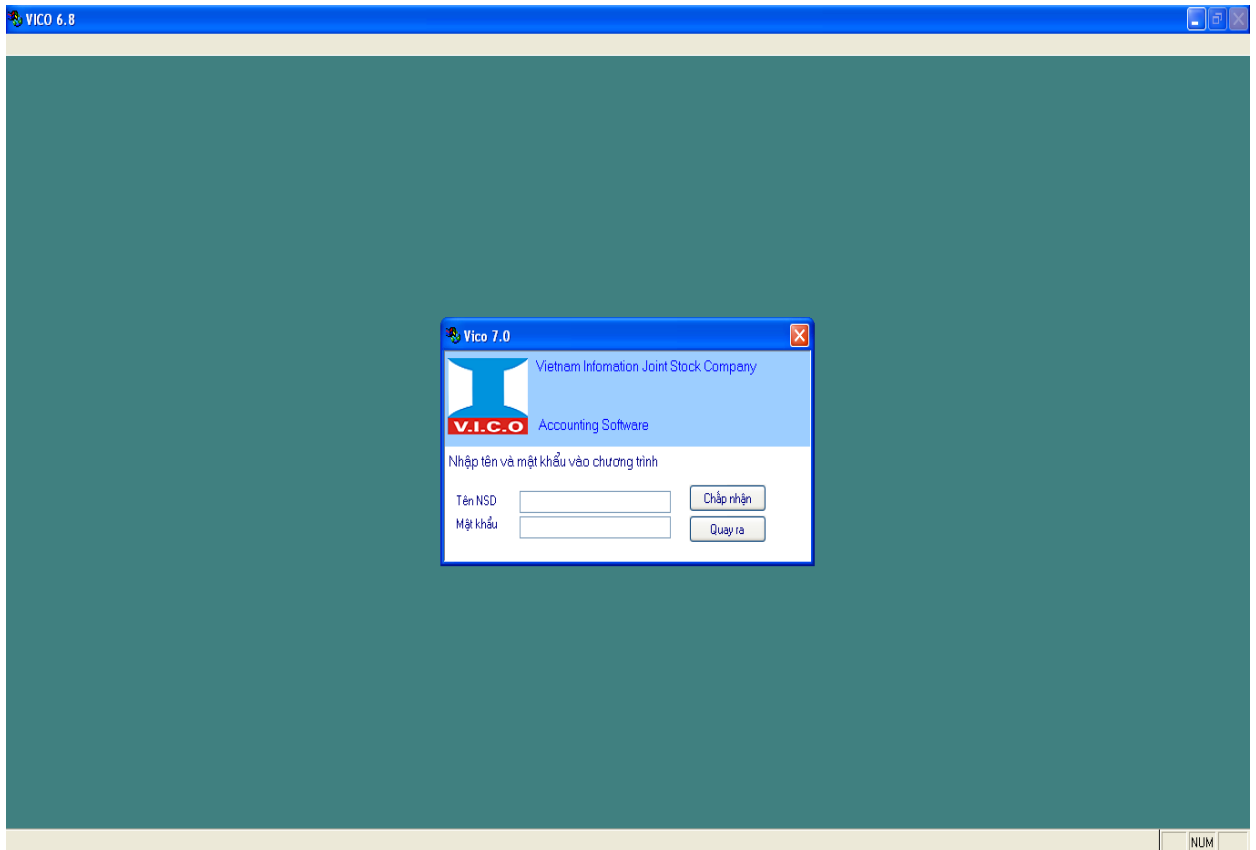 VICO 6.8
Vico 7.0
Vietnam Infomation Joint Stock Company
V.I.C.O
Accounting Software
Nhập tên và mật khẩu vào chương trình
Tên NSD
Chấp nhận
Mật khẩu
Quay ra
NUM